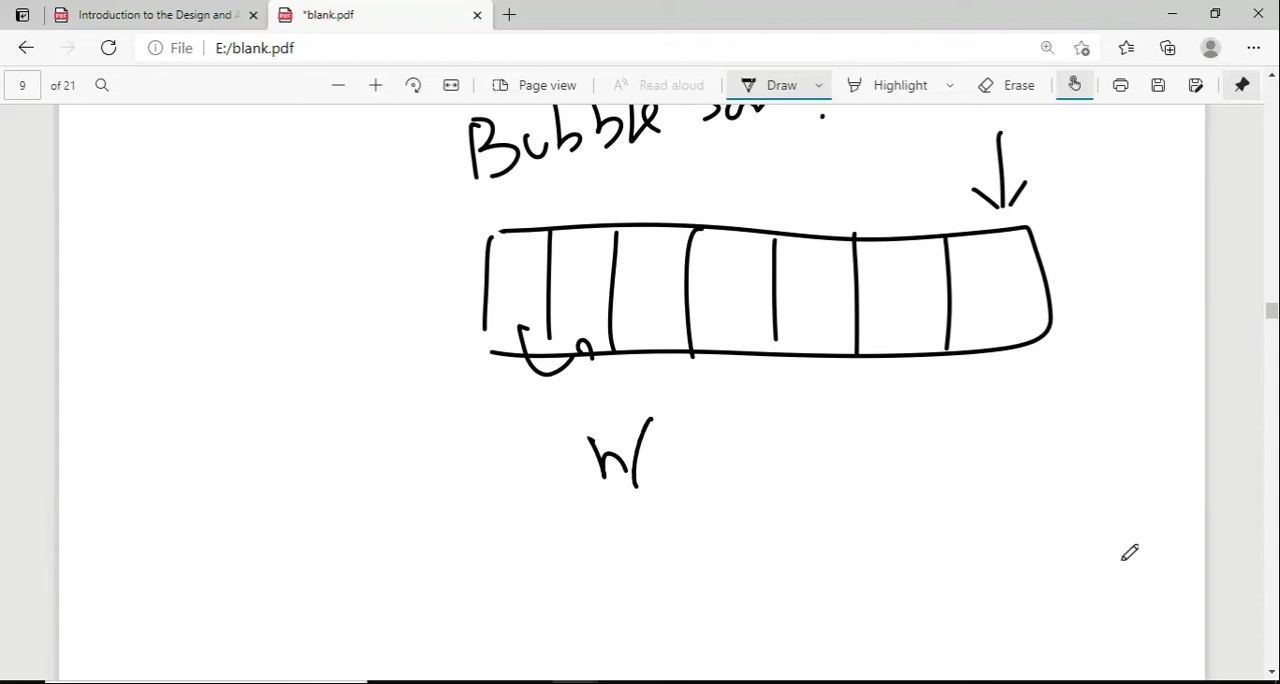 Introduction to the Design and A
*blank.pdf
File | E:/blank.pdf
9 of 21 Page view Read aloud Draw Highlight Erase
Bubble
n(